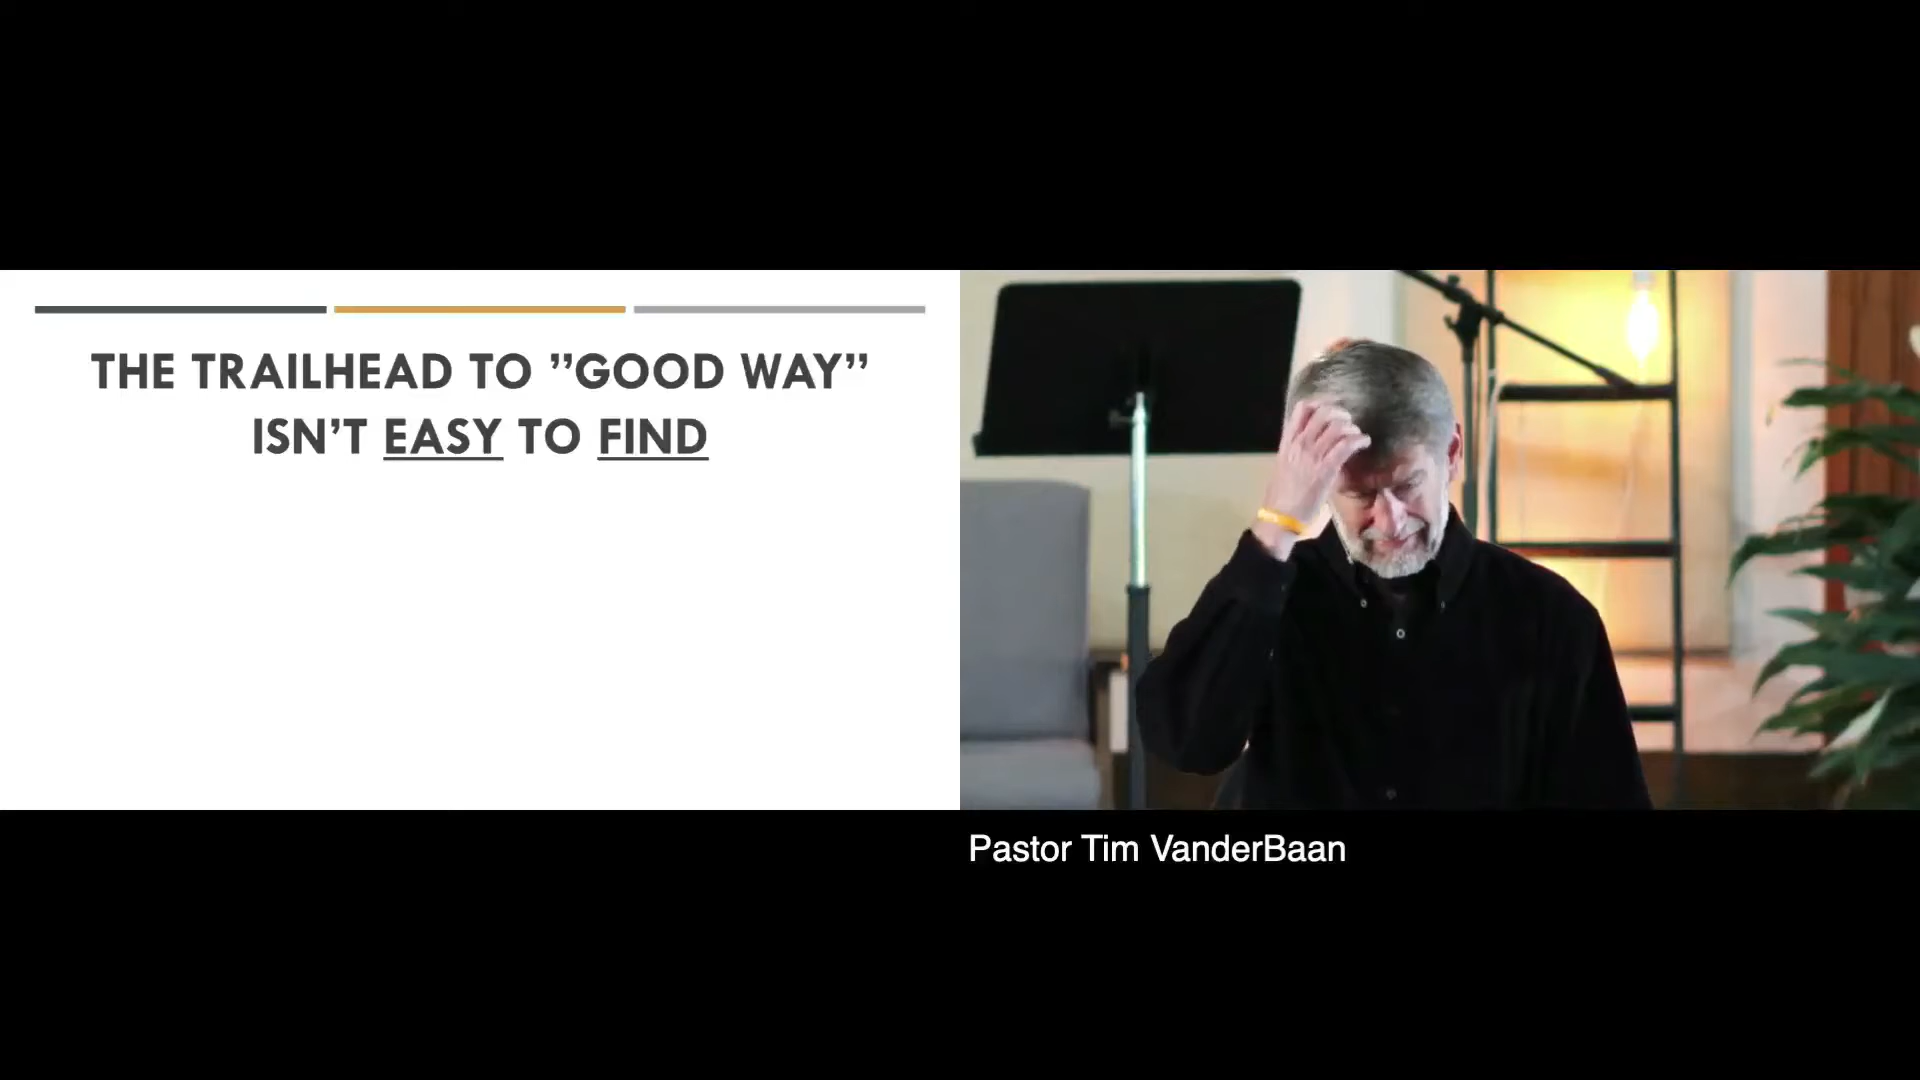 THE TRAILHEAD TO ”GOOD WAY”
ISN’T EASY TO FIND
Pastor Tim VanderBaan